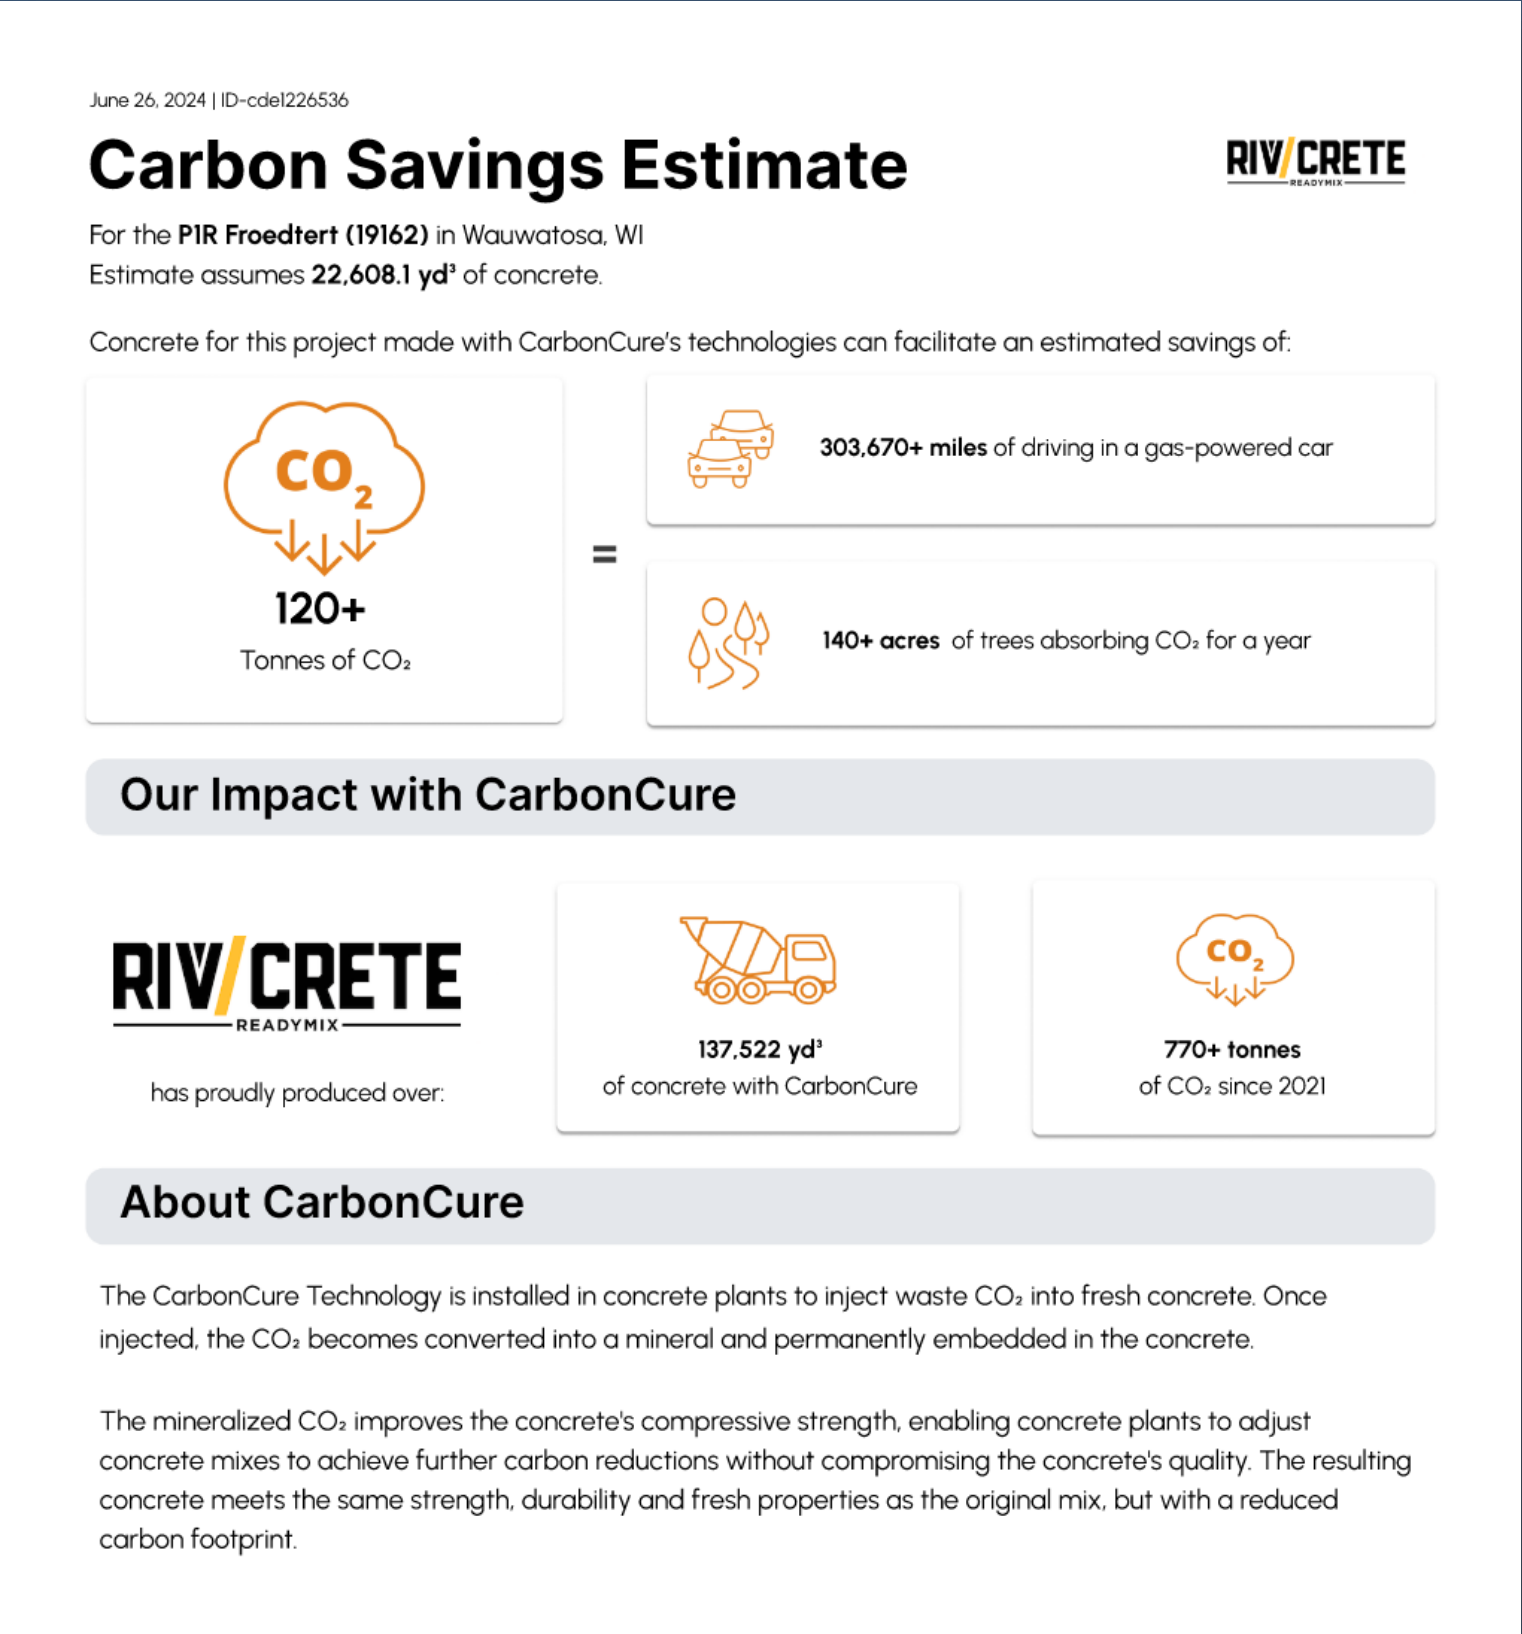 June 26, 2024 | ID-cde1226536
Carbon Savings Estimate
RIV/CRETE
READYMIX
For the P1R Froedtert (19162) in Wauwatosa, WI
Estimate assumes 22,608.1 yd³ of concrete.
Concrete for this project made with CarbonCure's technologies can facilitate an estimated savings of:
CO₂
120+
Tonnes of CO₂
=
303,670+ miles of driving in a gas-powered car
140+ acres of trees absorbing CO₂ for a year
Our Impact with CarbonCure
RIV/CRETE
READYMIX
has proudly produced over:
137,522 yd³
of concrete with CarbonCure
CO₂
770+ tonnes
of CO₂ since 2021
About CarbonCure
The CarbonCure Technology is installed in concrete plants to inject waste CO₂ into fresh concrete. Once
injected, the CO₂ becomes converted into a mineral and permanently embedded in the concrete.
The mineralized CO₂ improves the concrete's compressive strength, enabling concrete plants to adjust
concrete mixes to achieve further carbon reductions without compromising the concrete's quality. The resulting
concrete meets the same strength, durability and fresh properties as the original mix, but with a reduced
carbon footprint.